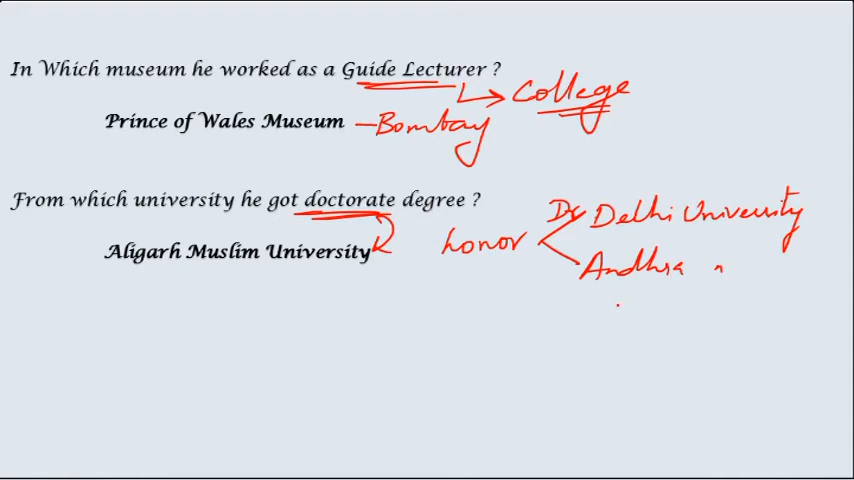 In Which museum he worked as a Guide Lecturer ?
College
Prince of Wales Museum – Bombay
From which university he got doctorate degree ?
Dr Delhi University
Aligarh Muslim University honor
Andhra "